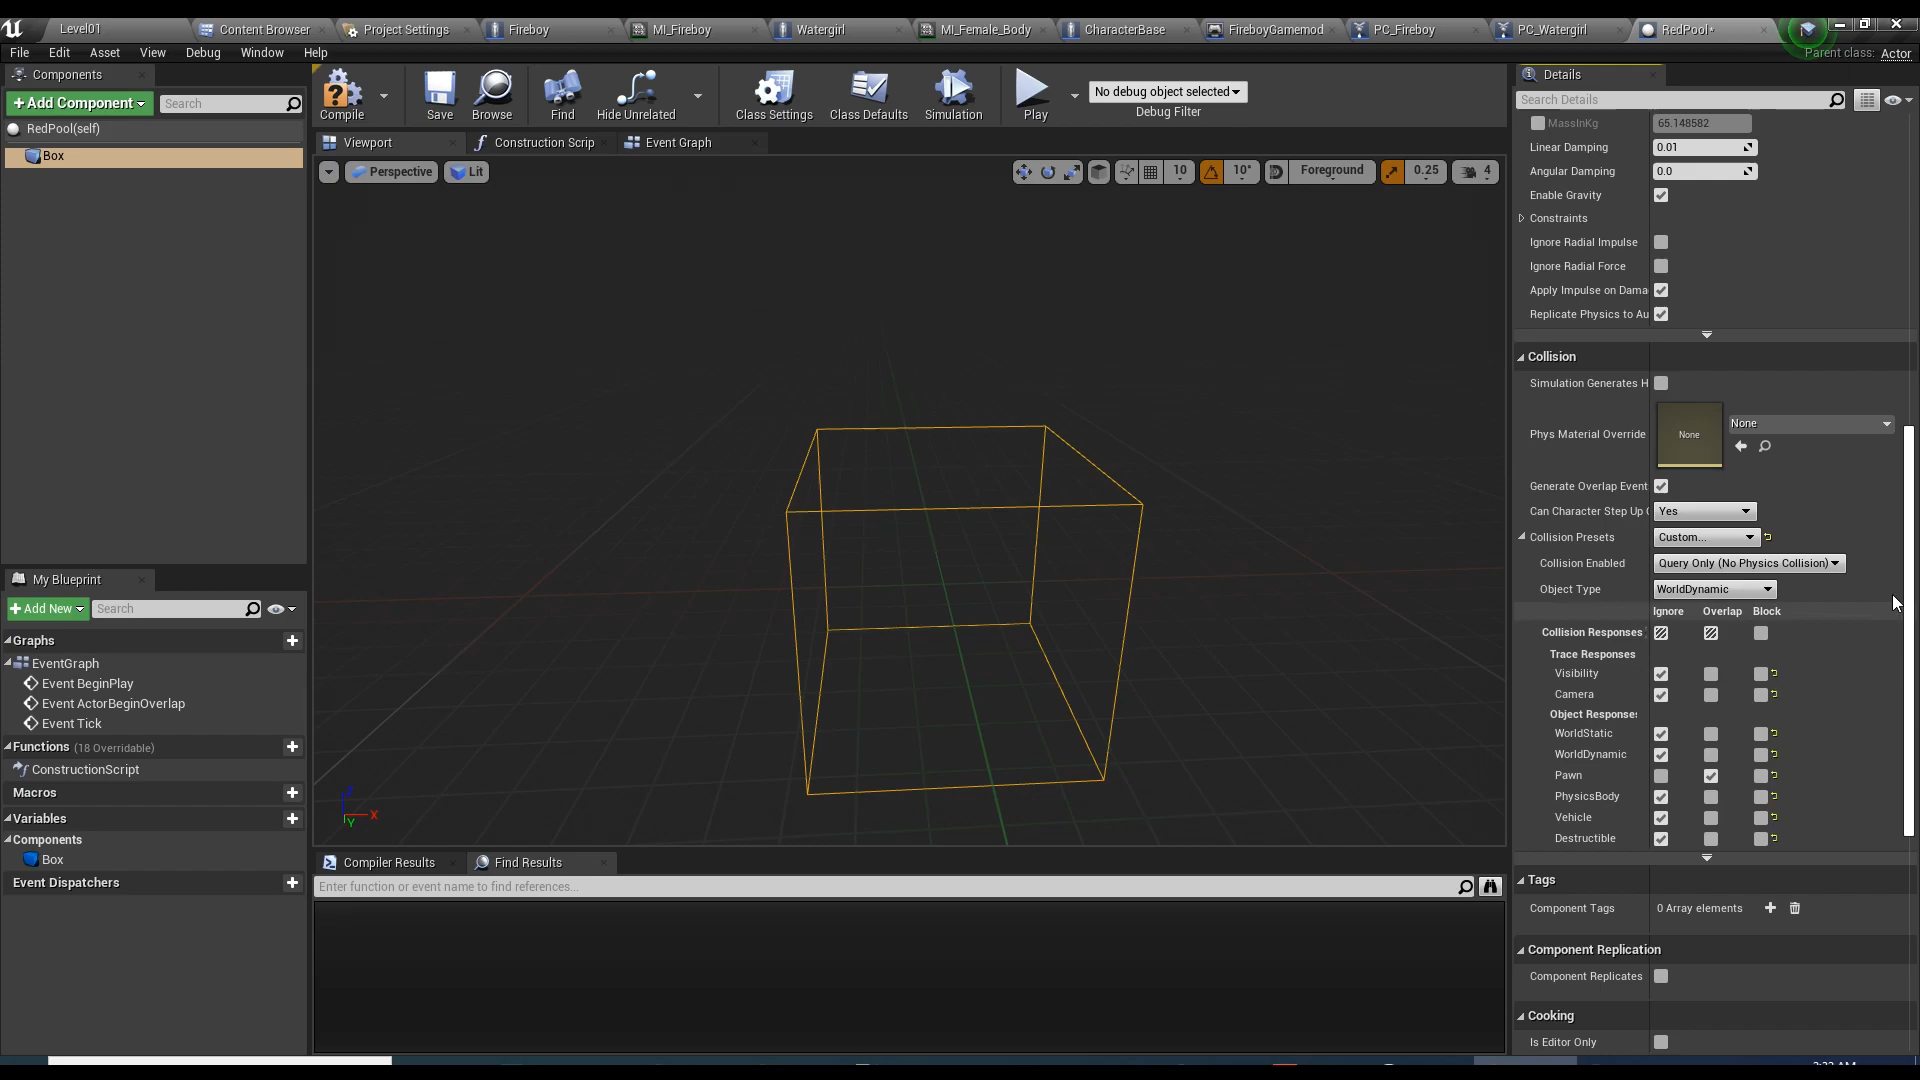 Level01
Content Browser
Project Settings
Fireboy
MI_Fireboy
Watergirl
MI_Female_Body
CharacterBase
FireboyGamemod
PC_Fireboy
PC_Watergirl
RedPool*
File
Edit
Asset
View
Debug
Window
Help
Parent class: Actor
Components
+ Add Component
Search
RedPool(self)
Box
Compile
Save
Browse
Find
Hide Unrelated
Class Settings
Class Defaults
Simulation
Play
No debug object selected
Debug Filter
Viewport
Construction Scrip
Event Graph
Perspective
Lit
10
10°
Foreground
0.25
4
X
Y
My Blueprint
+ Add New
Search
Graphs
EventGraph
Event BeginPlay
Event ActorBeginOverlap
Event Tick
Functions (18 Overridable)
ConstructionScript
Macros
Variables
Components
Box
Event Dispatchers
Compiler Results
Find Results
Enter function or event name to find references...
Details
Search Details
MassInKg 65.148582
Linear Damping 0.01
Angular Damping 0.0
Enable Gravity
Constraints
Ignore Radial Impulse
Ignore Radial Force
Apply Impulse on Dama
Replicate Physics to Au
Collision
Simulation Generates H
Phys Material Override None None
Generate Overlap Event
Can Character Step Up Yes
Collision Presets Custom...
Collision Enabled Query Only (No Physics Collision)
Object Type WorldDynamic
Ignore Overlap Block
Collision Responses
Trace Responses
Visibility
Camera
Object Response
WorldStatic
WorldDynamic
Pawn
PhysicsBody
Vehicle
Destructible
Tags
Component Tags 0 Array elements
Component Replication
Component Replicates
Cooking
Is Editor Only